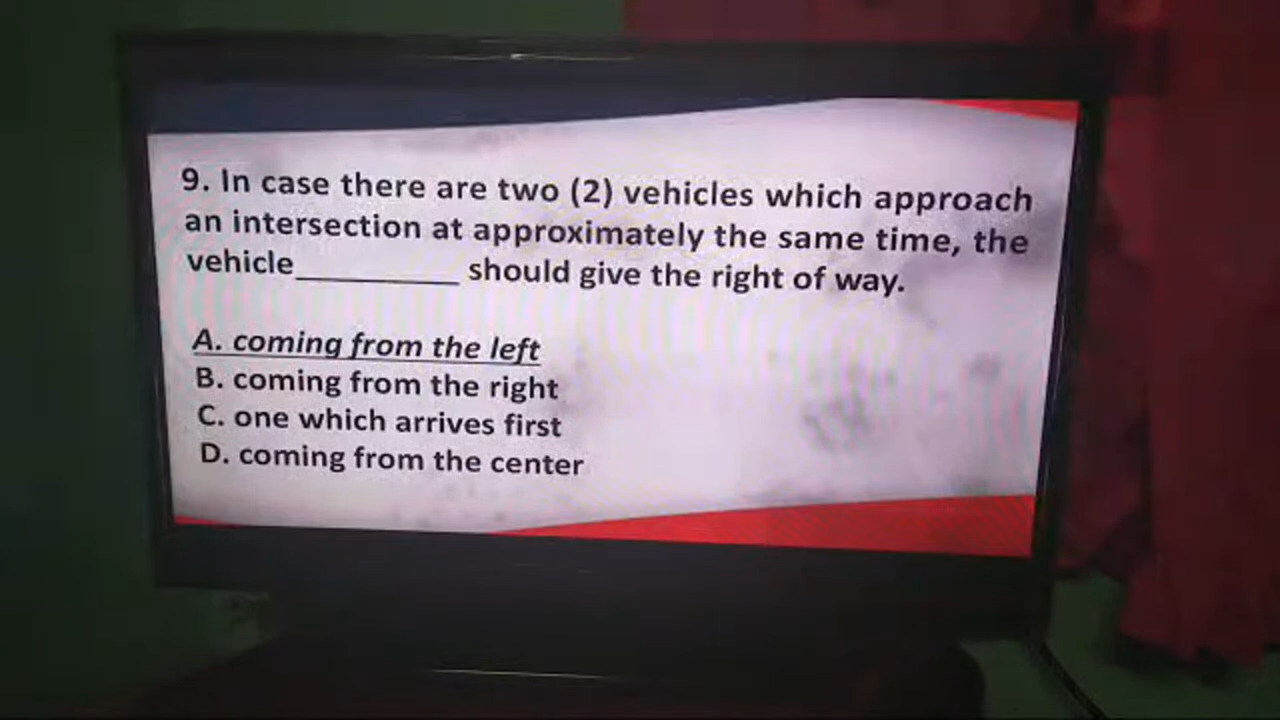 9. In case there are two (2) vehicles which approach
an intersection at approximately the same time, the
vehicle__________ should give the right of way.
A. coming from the left
B. coming from the right
C. one which arrives first
D. coming from the center